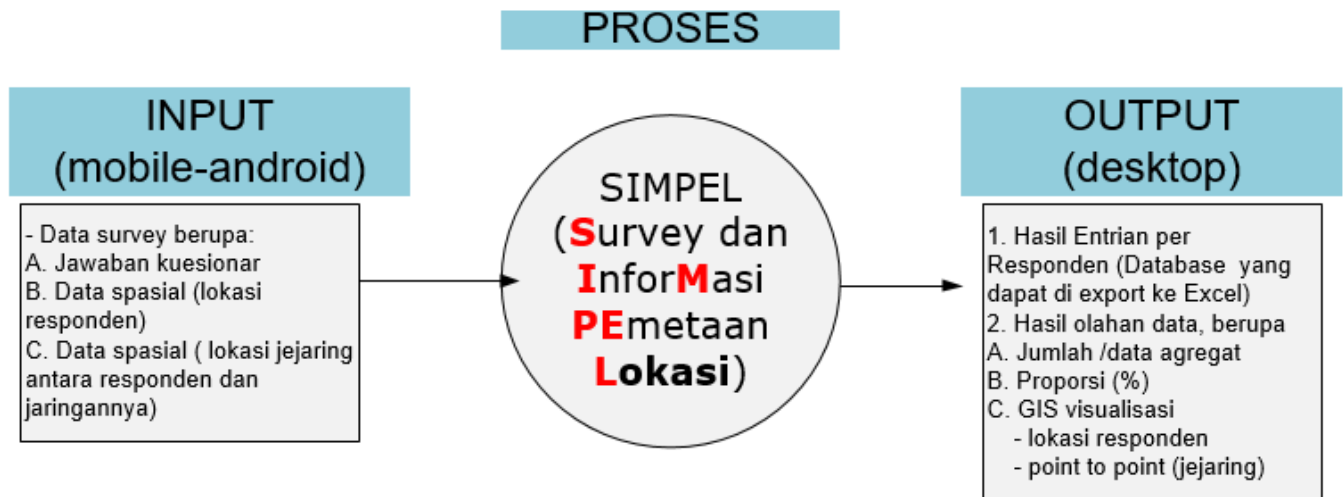 PROSES
INPUT
(mobile-android)
- Data survey berupa:
A. Jawaban kuesionar
B. Data spasial (lokasi
responden)
C. Data spasial ( lokasi jejaring
antara responden dan
jaringannya)
SIMPEL
(Survey dan
InforMasi
PEmetaan
Lokasi)
OUTPUT
(desktop)
1. Hasil Entrian per
Responden (Database yang
dapat di export ke Excel)
2. Hasil olahan data, berupa
A. Jumlah /data agregat
B. Proporsi (%)
C. GIS visualisasi
- lokasi responden
- point to point (jejaring)